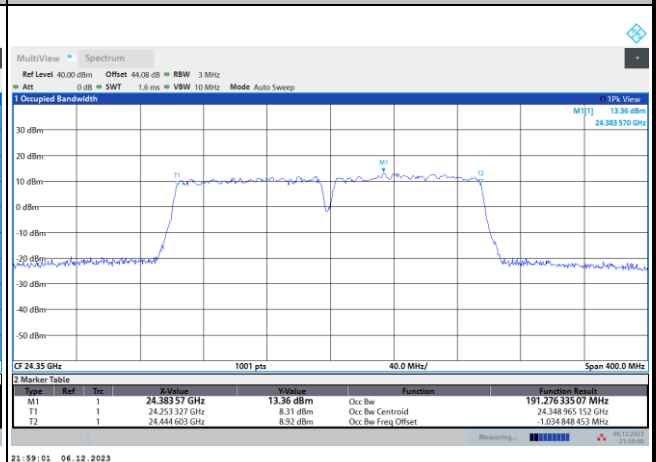 MultiView Spectrum
Ref Level 40.00 dBm Offset 44.08 dB RBW 3 MHz
Att 0 dB SWT 1.6 ms VBW 10 MHz Mode Auto Sweep
1 Occupied Bandwidth 1Pk View
M1[1] 13.36 dBm
24.383 570 GHz
30 dBm
20 dBm
M1
T1 T2
10 dBm
0 dBm
-10 dBm
-20 dBm
-30 dBm
-40 dBm
-50 dBm
CF 24.35 GHz 1001 pts 40.0 MHz/ Span 400.0 MHz
2 Marker Table
Type Ref Trc X-Value Y-Value Function Function Result
M1 1 24.383 57 GHz 13.36 dBm Occ Bw 191.276 335 07 MHz
T1 1 24.253 327 GHz 8.31 dBm Occ Bw Centroid 24.348 965 152 GHz
T2 1 24.444 603 GHz 8.92 dBm Occ Bw Freq Offset -1.034 848 453 MHz
Measuring... 06.12.2023
21:59:00
21:59:01 06.12.2023